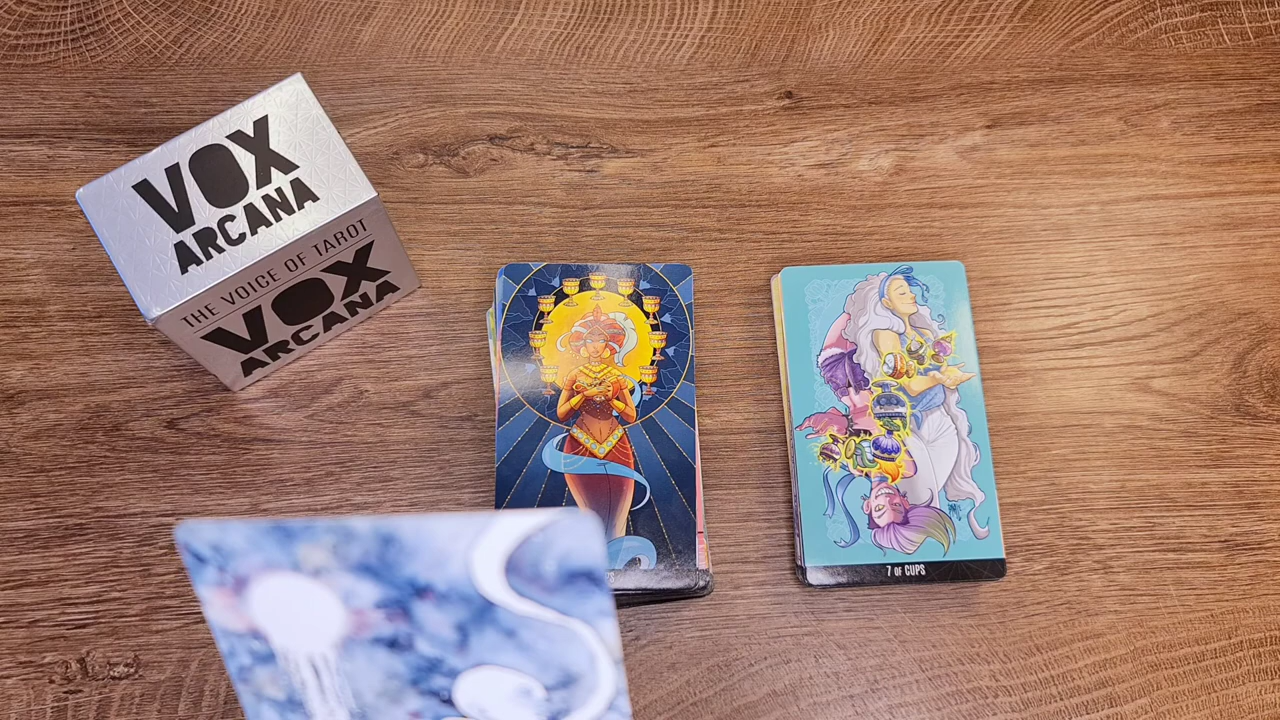 VOX
ARCANA
THE VOICE OF TAROT
VOX
ARCANA
7 OF CUPS